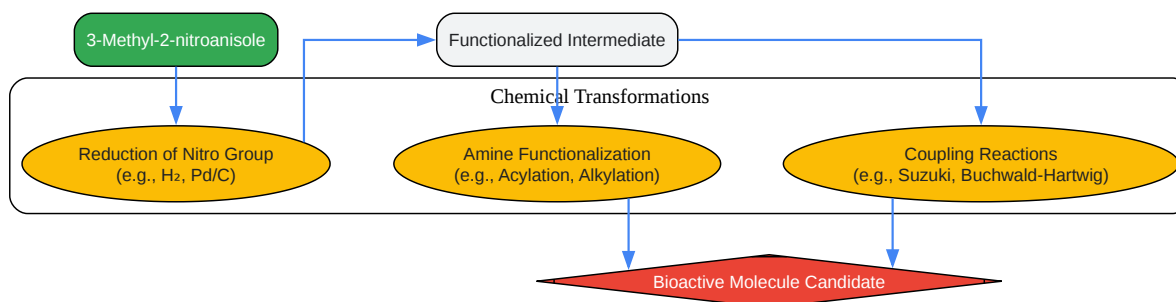 3-Methyl-2-nitroanisole
Functionalized Intermediate
Chemical Transformations
Reduction of Nitro Group
(e.g., H₂, Pd/C)
Amine Functionalization
(e.g., Acylation, Alkylation)
Coupling Reactions
(e.g., Suzuki, Buchwald-Hartwig)
Bioactive Molecule Candidate